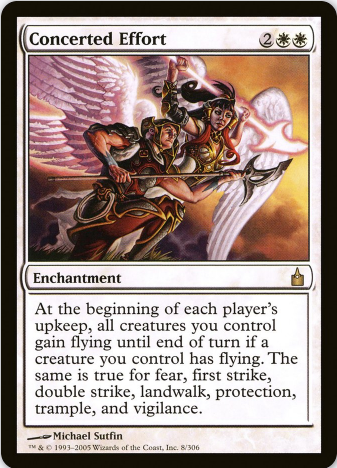 Concerted Effort 2
Enchantment
At the beginning of each player's
upkeep, all creatures you control
gain flying until end of turn if a
creature you control has flying. The
same is true for fear, first strike,
double strike, landwalk, protection,
trample, and vigilance.
Michael Sutfin
™ & © 1993–2005 Wizards of the Coast, Inc. 8/306